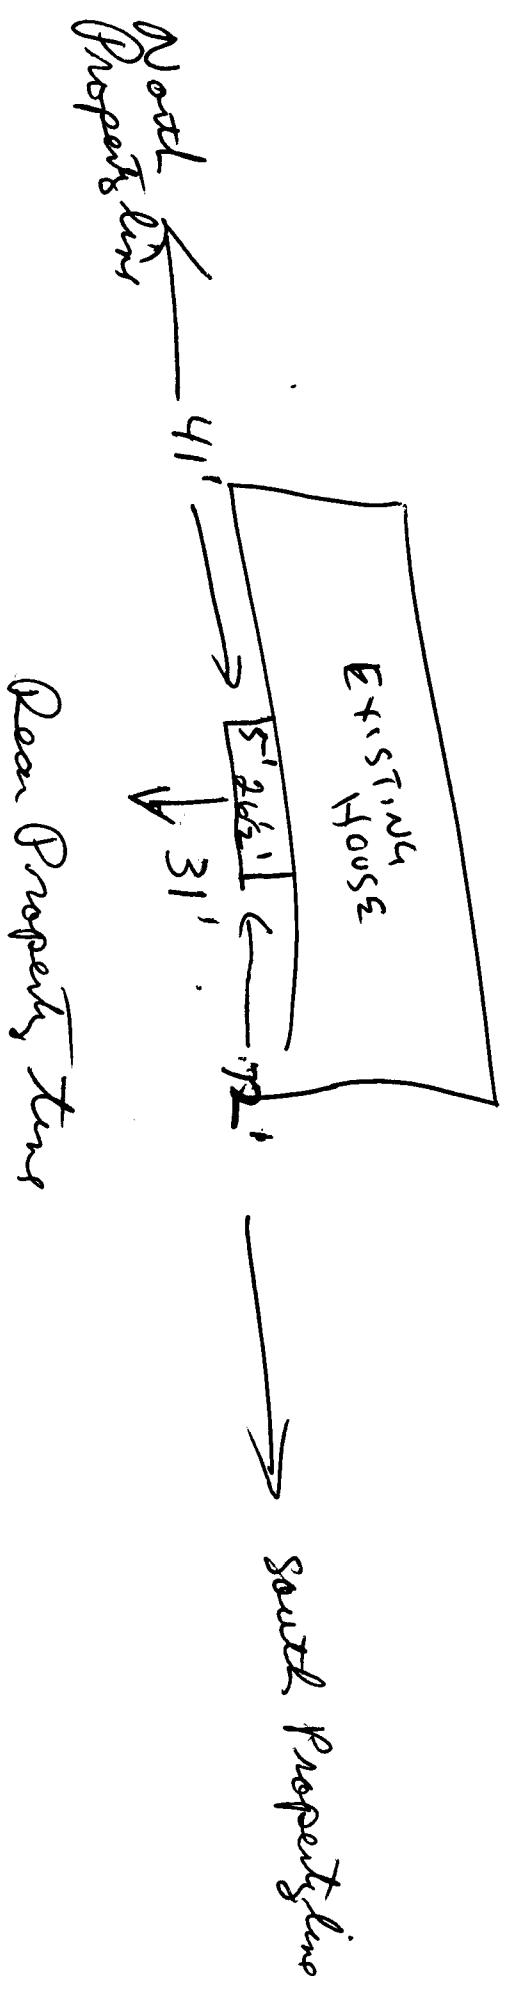 North
Property line
41'
EXISTING
HOUSE
5'
26½'
31'
72'
Rear Property Line
South Property line